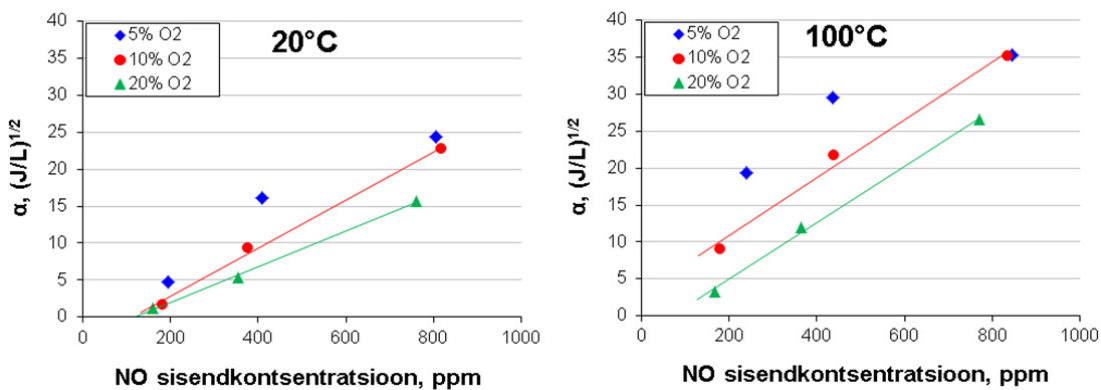 20°C
5% O2
10% O2
20% O2
40
35
30
25
20
15
10
5
0
0 200 400 600 800 1000
α, (J/L)1/2
NO sisendkontsentratsioon, ppm
100°C
5% O2
10% O2
20% O2
40
35
30
25
20
15
10
5
0
0 200 400 600 800 1000
α, (J/L)1/2
NO sisendkontsentratsioon, ppm